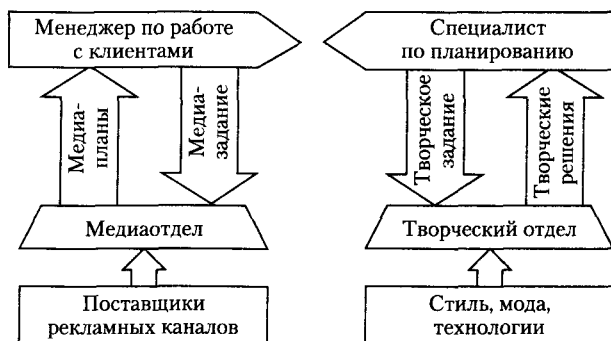 Менеджер по работе
с клиентами
Специалист
по планированию
Медиа-
планы
Медиа-
задание
Творческое
задание
Творческие
решения
Медиаотдел
Творческий отдел
Поставщики
рекламных каналов
Стиль, мода,
технологии